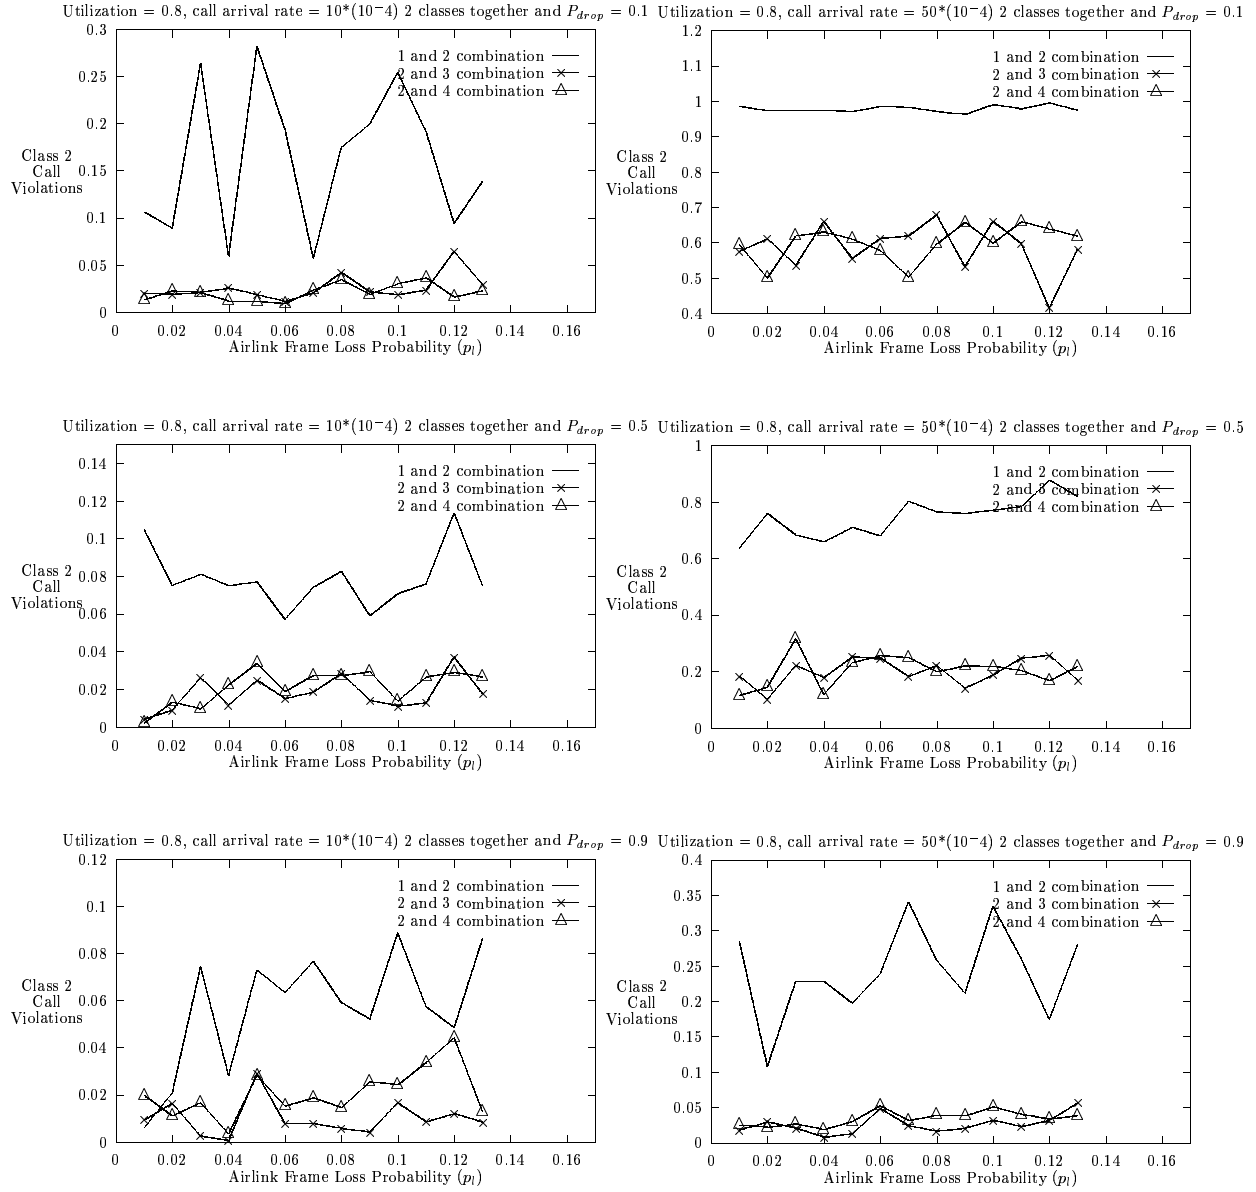 Utilization = 0.8, call arrival rate = 10*(10^-4) 2 classes together and P_drop = 0.1
0.3
0.25
0.2
0.15
0.1
0.05
0
Class 2
Call
Violations
1 and 2 combination
2 and 3 combination
2 and 4 combination
0 0.02 0.04 0.06 0.08 0.1 0.12 0.14 0.16
Airlink Frame Loss Probability (p_l)
Utilization = 0.8, call arrival rate = 50*(10^-4) 2 classes together and P_drop = 0.1
1.2
1.1
1
0.9
0.8
0.7
0.6
0.5
0.4
Class 2
Call
Violations
1 and 2 combination
2 and 3 combination
2 and 4 combination
0 0.02 0.04 0.06 0.08 0.1 0.12 0.14 0.16
Airlink Frame Loss Probability (p_l)
Utilization = 0.8, call arrival rate = 10*(10^-4) 2 classes together and P_drop = 0.5
0.14
0.12
0.1
0.08
0.06
0.04
0.02
0
Class 2
Call
Violations
1 and 2 combination
2 and 3 combination
2 and 4 combination
0 0.02 0.04 0.06 0.08 0.1 0.12 0.14 0.16
Airlink Frame Loss Probability (p_l)
Utilization = 0.8, call arrival rate = 50*(10^-4) 2 classes together and P_drop = 0.5
1
0.8
0.6
0.4
0.2
0
Class 2
Call
Violations
1 and 2 combination
2 and 3 combination
2 and 4 combination
0 0.02 0.04 0.06 0.08 0.1 0.12 0.14 0.16
Airlink Frame Loss Probability (p_l)
Utilization = 0.8, call arrival rate = 10*(10^-4) 2 classes together and P_drop = 0.9
0.12
0.1
0.08
0.06
0.04
0.02
0
Class 2
Call
Violations
1 and 2 combination
2 and 3 combination
2 and 4 combination
0 0.02 0.04 0.06 0.08 0.1 0.12 0.14 0.16
Airlink Frame Loss Probability (p_l)
Utilization = 0.8, call arrival rate = 50*(10^-4) 2 classes together and P_drop = 0.9
0.4
0.35
0.3
0.25
0.2
0.15
0.1
0.05
0
Class 2
Call
Violations
1 and 2 combination
2 and 3 combination
2 and 4 combination
0 0.02 0.04 0.06 0.08 0.1 0.12 0.14 0.16
Airlink Frame Loss Probability (p_l)